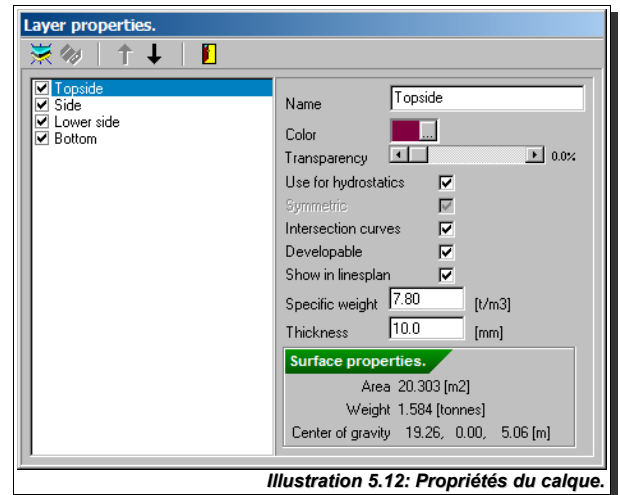 Layer properties.
Topside
Side
Lower side
Bottom
Name Topside
Color ...
Transparency 0.0%
Use for hydrostatics
Symmetric
Intersection curves
Developable
Show in linesplan
Specific weight 7.80 [t/m3]
Thickness 10.0 [mm]
Surface properties.
Area 20.303 [m2]
Weight 1.584 [tonnes]
Center of gravity 19.26, 0.00, 5.06 [m]
Illustration 5.12: Propriétés du calque.